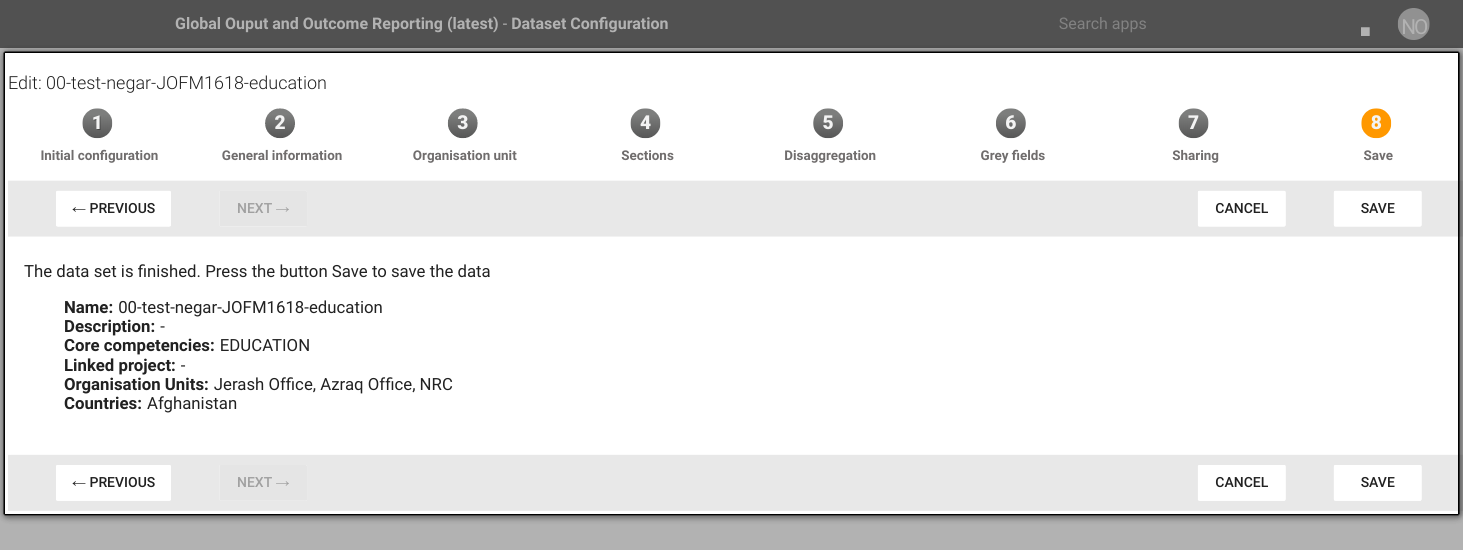 Global Ouput and Outcome Reporting (latest) - Dataset Configuration
Search apps
NO
Edit: 00-test-negar-JOFM1618-education
1 2 3 4 5 6 7 8
Initial configuration General information Organisation unit Sections Disaggregation Grey fields Sharing Save
← PREVIOUS NEXT → CANCEL SAVE
The data set is finished. Press the button Save to save the data
Name: 00-test-negar-JOFM1618-education
Description: -
Core competencies: EDUCATION
Linked project: -
Organisation Units: Jerash Office, Azraq Office, NRC
Countries: Afghanistan
← PREVIOUS NEXT → CANCEL SAVE